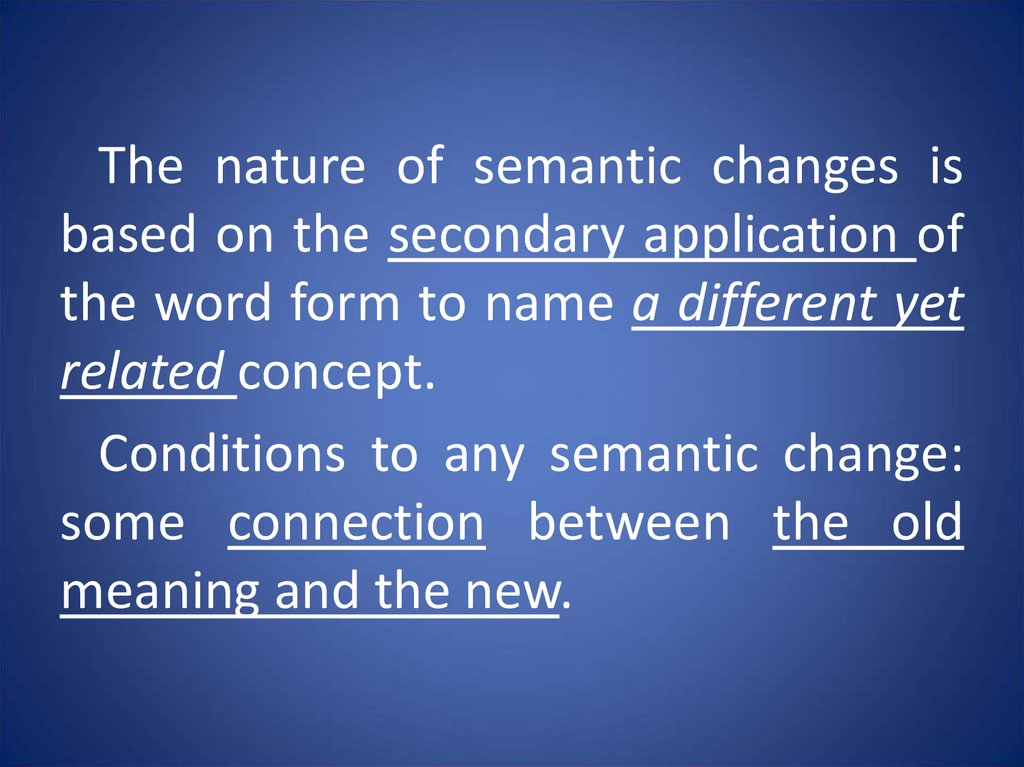 The nature of semantic changes is
based on the secondary application of
the word form to name a different yet
related concept.
Conditions to any semantic change:
some connection between the old
meaning and the new.